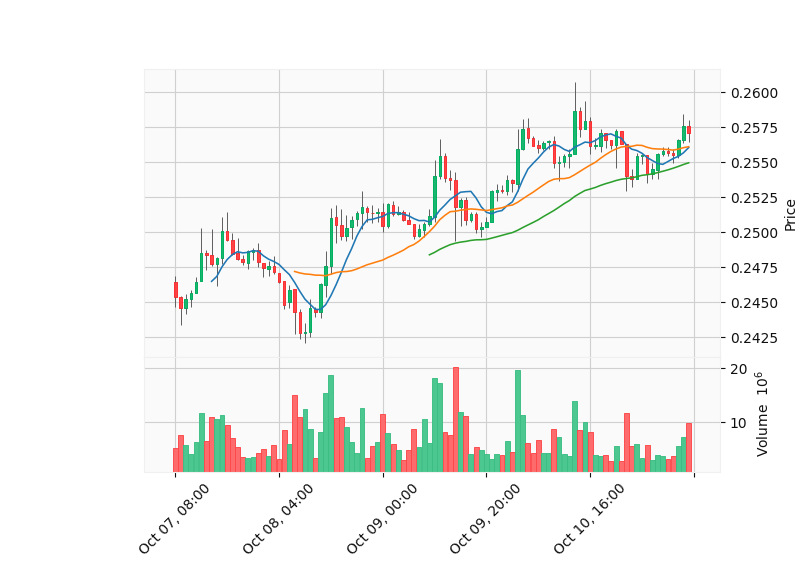 0.2600
0.2575
0.2550
0.2525
0.2500
0.2475
0.2450
0.2425
Price
20
10
Volume 10^6
Oct 07, 08:00
Oct 08, 04:00
Oct 09, 00:00
Oct 09, 20:00
Oct 10, 16:00